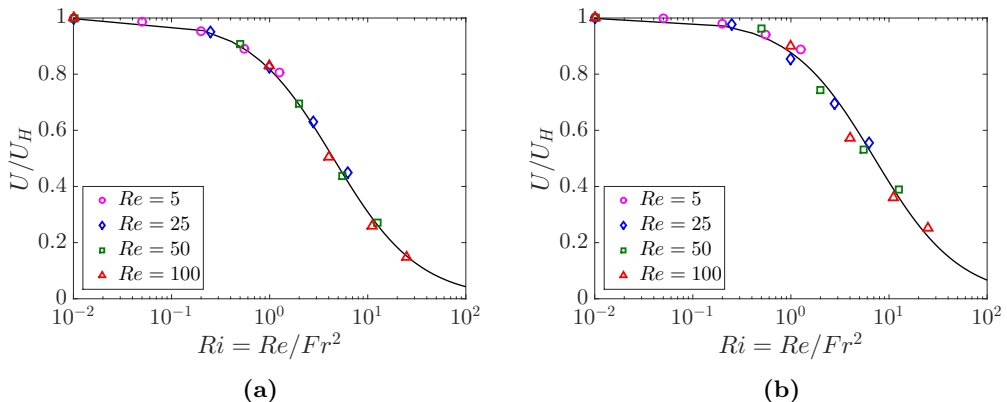 1
0.8
0.6
0.4
0.2
0
U/U_H
Re = 5
Re = 25
Re = 50
Re = 100
10^-2 10^-1 10^0 10^1 10^2
Ri = Re/Fr^2
(a)
1
0.8
0.6
0.4
0.2
0
U/U_H
Re = 5
Re = 25
Re = 50
Re = 100
10^-2 10^-1 10^0 10^1 10^2
Ri = Re/Fr^2
(b)